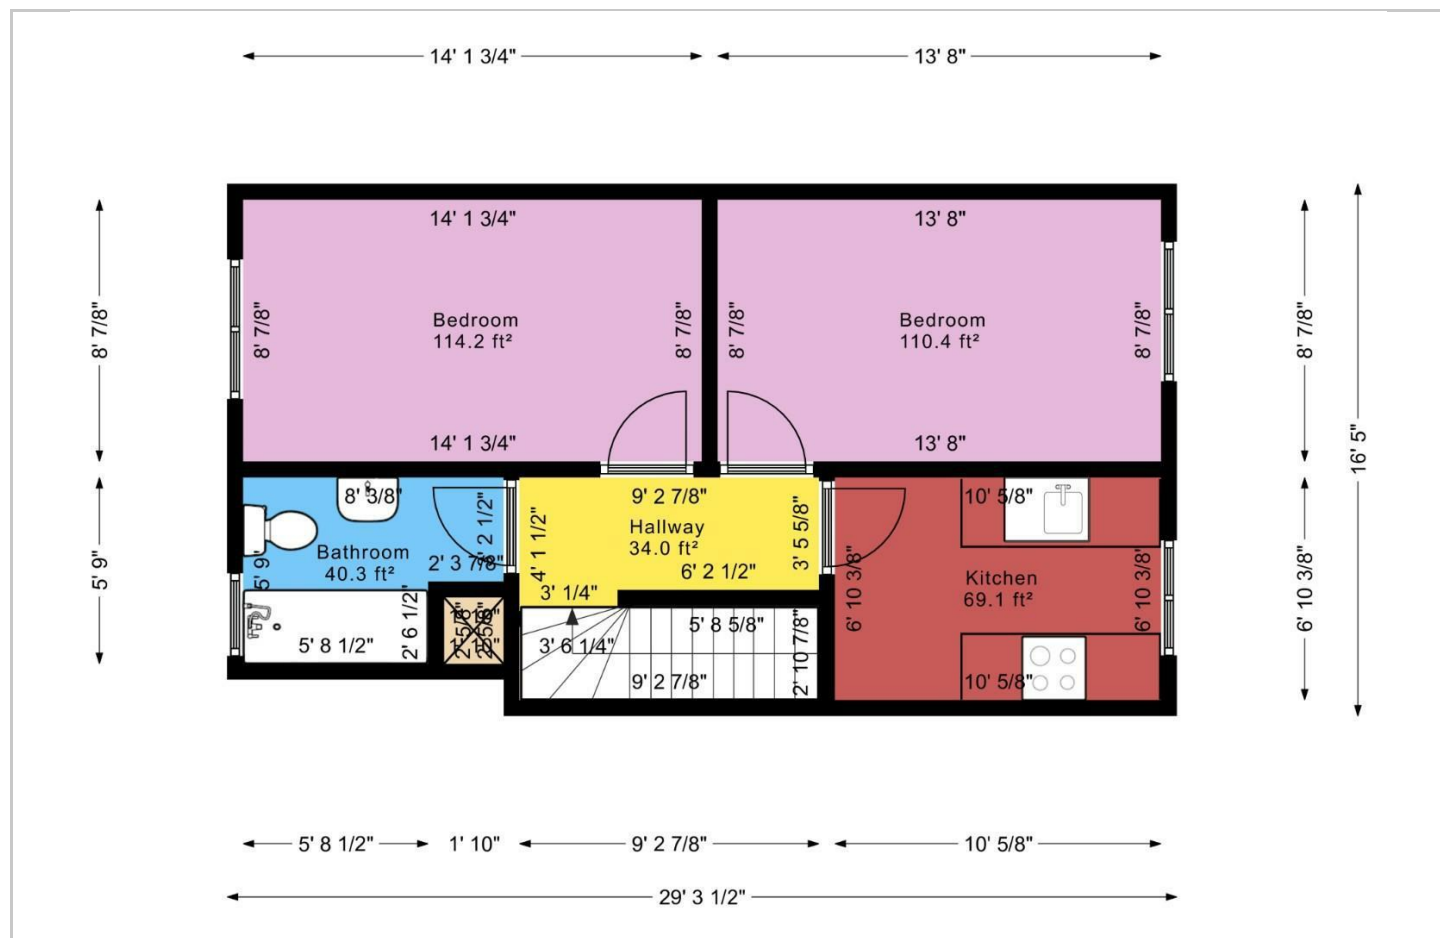 14' 1 3/4"
13' 8"
14' 1 3/4"
13' 8"
8' 7/8"
8' 7/8"
Bedroom
114.2 ft²
8' 7/8"
8' 7/8"
Bedroom
110.4 ft²
8' 7/8"
8' 7/8"
14' 1 3/4"
13' 8"
16' 5"
8' 3/8"
9' 2 7/8"
10' 5/8"
5' 9"
5' 9"
Bathroom
40.3 ft²
2' 3 7/8"
3' 2 1/2"
4' 1 1/2"
Hallway
34.0 ft²
6' 2 1/2"
3' 5 5/8"
6' 10 3/8"
Kitchen
69.1 ft²
6' 10 3/8"
6' 10 3/8"
3' 1/4"
5' 8 1/2"
2' 6 1/2"
3' 6 1/4"
5' 8 5/8"
9' 2 7/8"
2' 10 7/8"
10' 5/8"
5' 8 1/2"
1' 10"
9' 2 7/8"
10' 5/8"
29' 3 1/2"